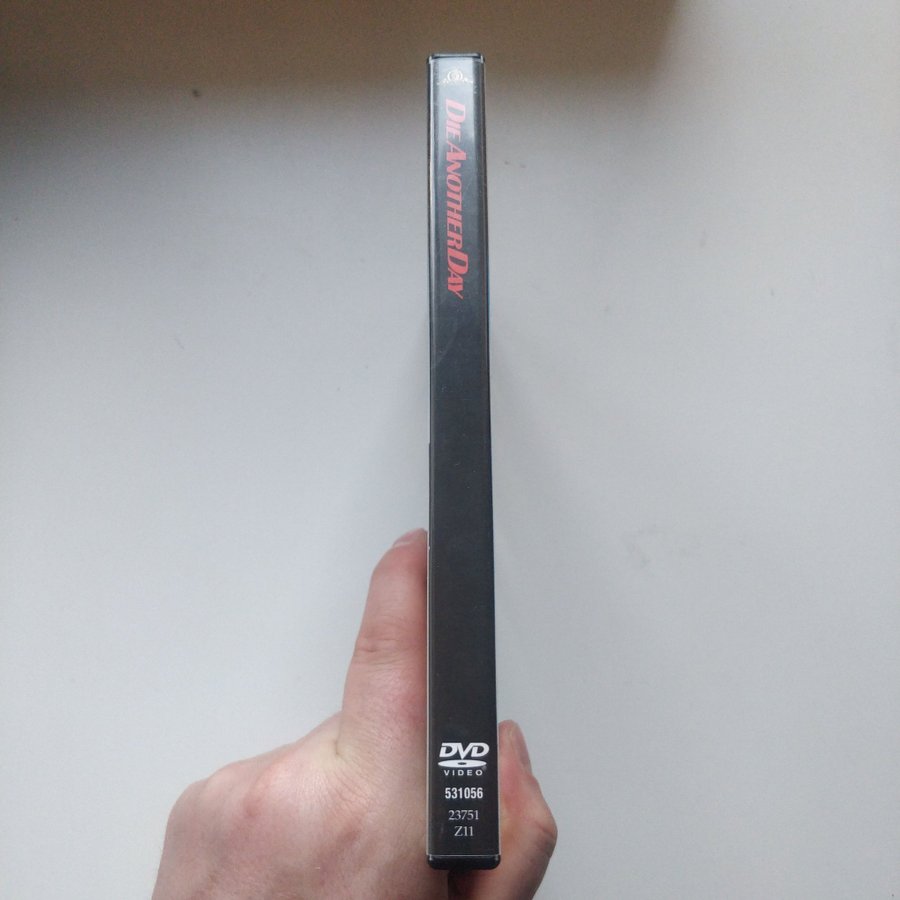 DIE ANOTHER DAY
DVD
VIDEO
531056
23751
Z11